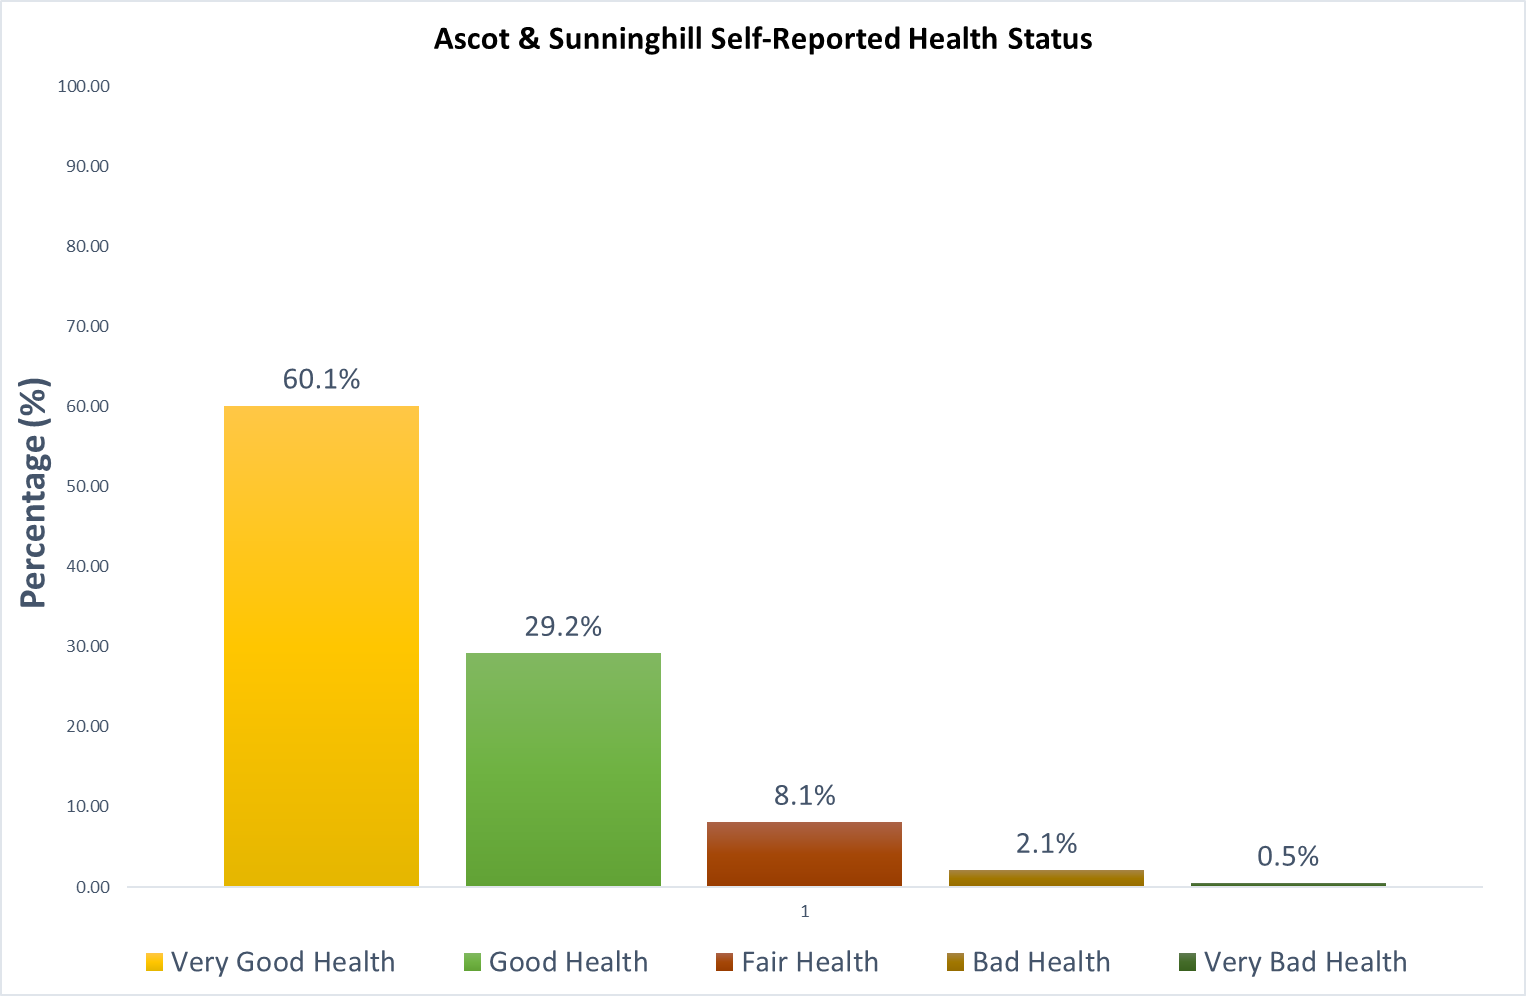 Ascot & Sunninghill Self-Reported Health Status
Percentage (%)
100.00
90.00
80.00
70.00
60.00
50.00
40.00
30.00
20.00
10.00
0.00
60.1%
29.2%
8.1%
2.1%
0.5%
1
Very Good Health
Good Health
Fair Health
Bad Health
Very Bad Health